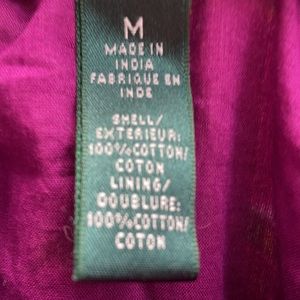 M
MADE IN
INDIA
FABRIQUE EN
INDE
SHELL/
EXTERIEUR:
100%COTTON/
COTON
LINING/
DOUBLURE:
100%COTTON/
COTON